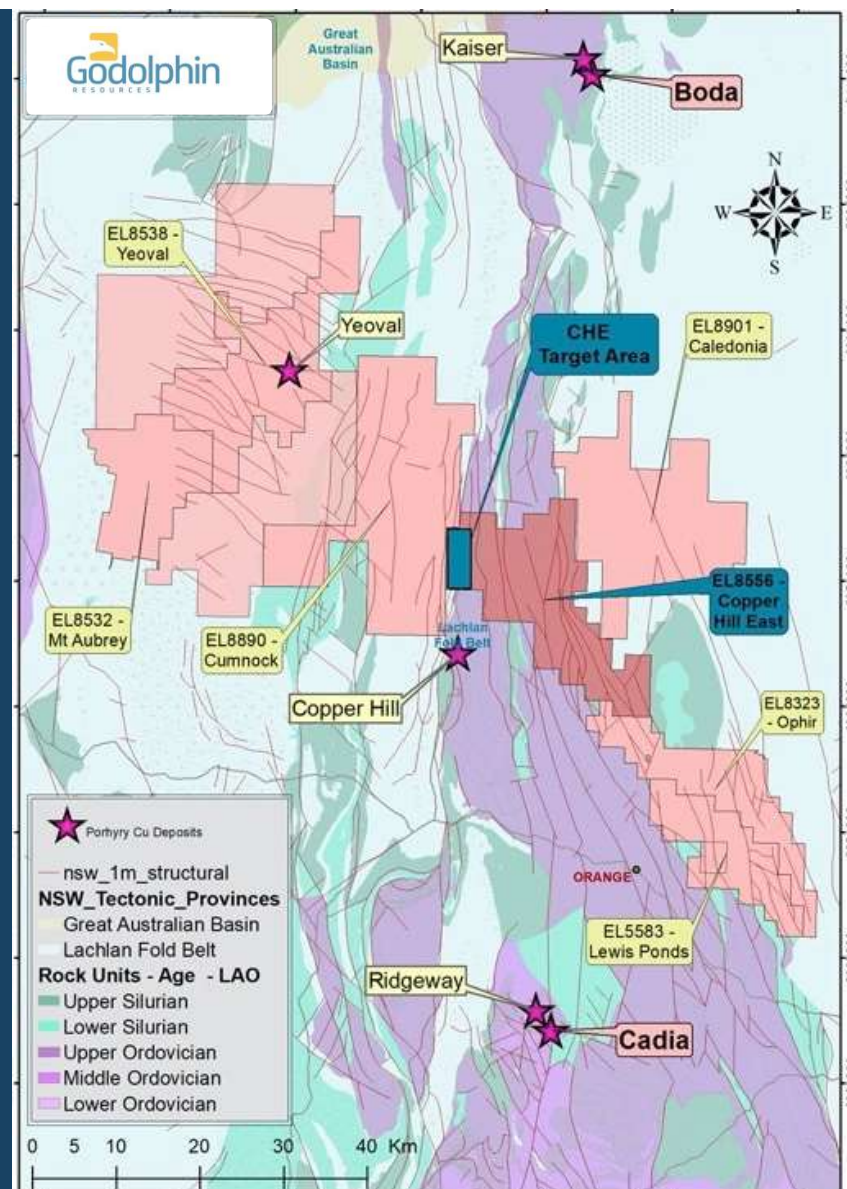 Godolphin
RESOURCES
Great
Australian
Basin
Kaiser
Boda
N
W
E
S
EL8538 -
Yeoval
Yeoval
CHE
Target Area
EL8901 -
Caledonia
EL8556 -
Copper
Hill East
EL8532 -
Mt Aubrey
EL8890 -
Cumnock
Lachlan
Fold Belt
Copper Hill
EL8323
- Ophir
ORANGE
EL5583 -
Lewis Ponds
Ridgeway
Cadia
Porhyry Cu Deposits
nsw_1m_structural
NSW_Tectonic_Provinces
Great Australian Basin
Lachlan Fold Belt
Rock Units - Age - LAO
Upper Silurian
Lower Silurian
Upper Ordovician
Middle Ordovician
Lower Ordovician
0 5 10 20 30 40 Km